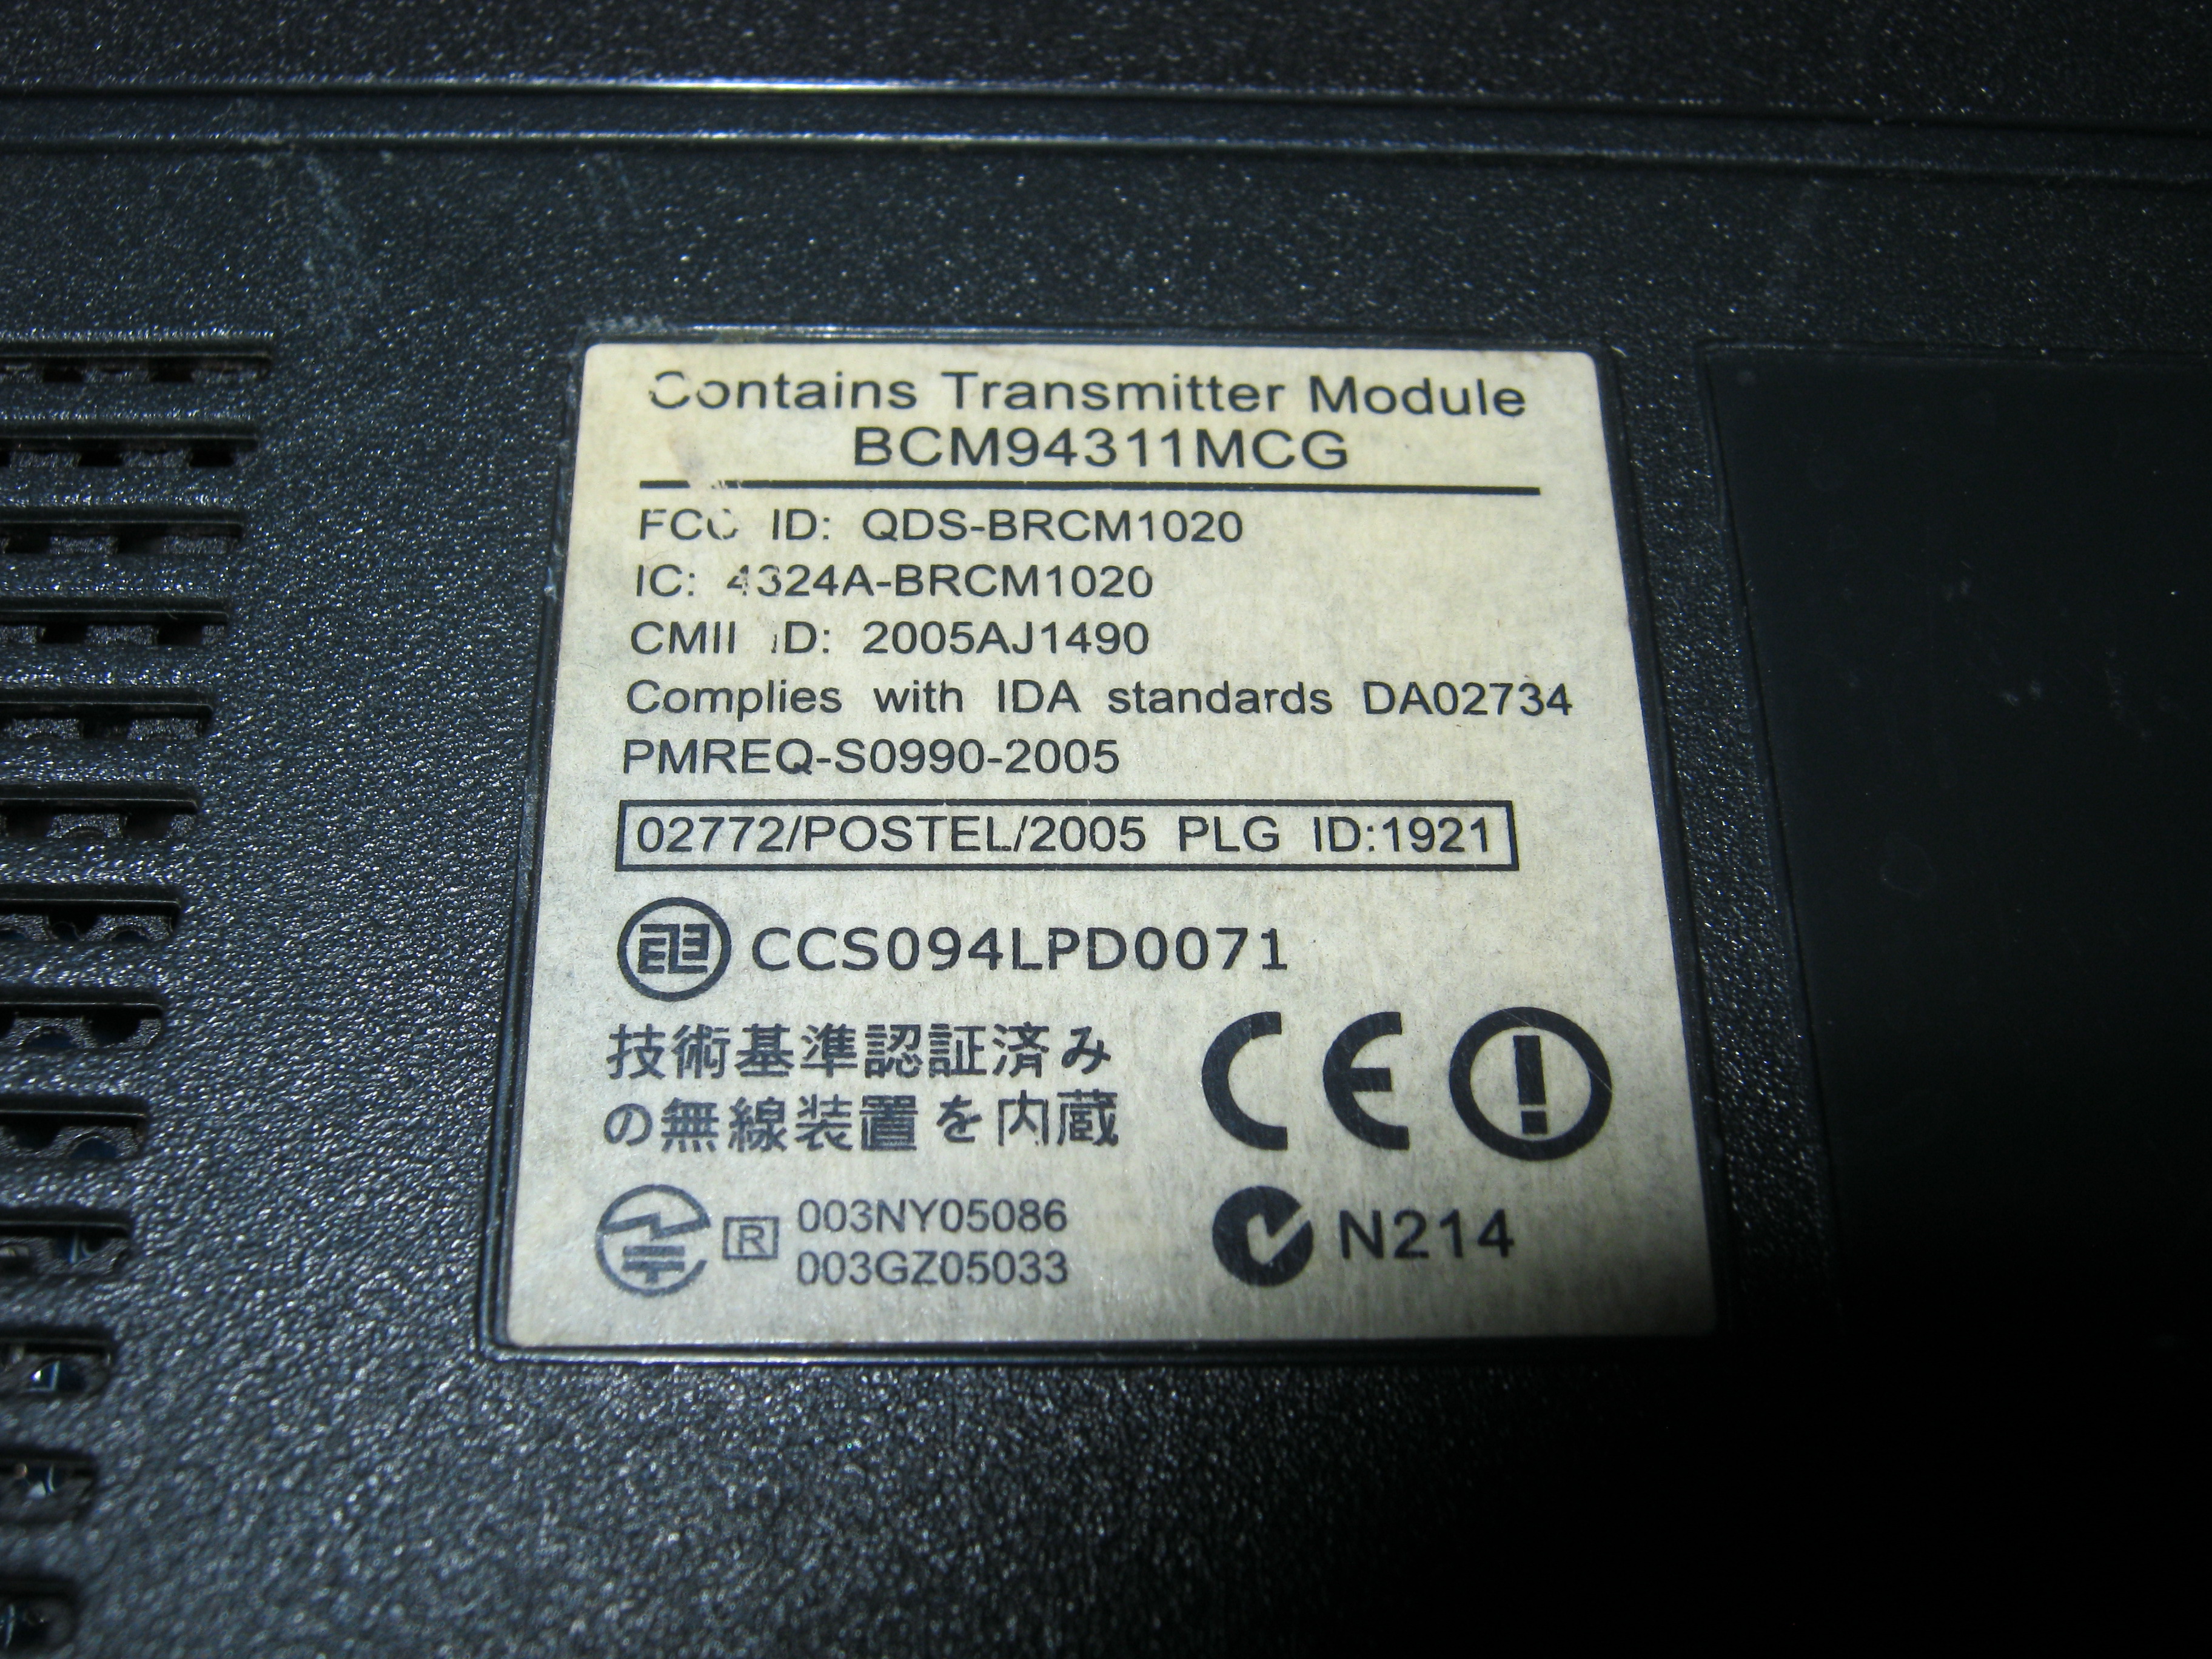 Contains Transmitter Module
BCM94311MCG
FCC ID: QDS-BRCM1020
IC: 4324A-BRCM1020
CMII ID: 2005AJ1490
Complies with IDA standards DA02734
PMREQ-S0990-2005
02772/POSTEL/2005 PLG ID:1921
CCS094LPD0071
技術基準認証済み
の無線装置を内蔵
CE
R 003NY05086
003GZ05033
N214